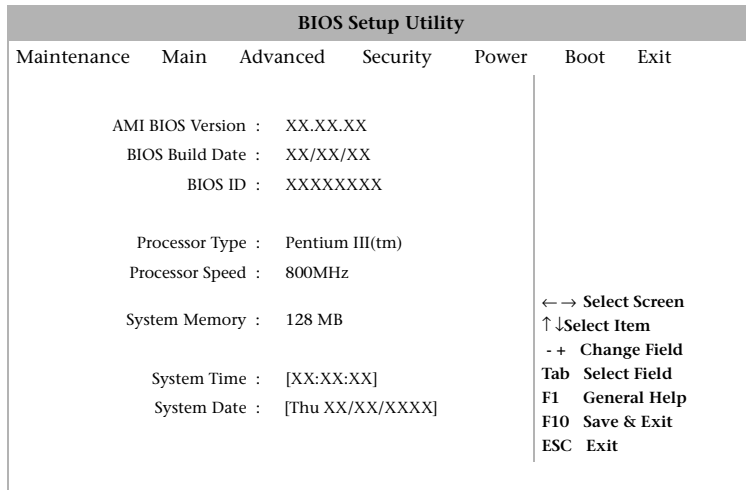 BIOS Setup Utility
Maintenance Main Advanced Security Power Boot Exit
AMI BIOS Version : XX.XX.XX
BIOS Build Date : XX/XX/XX
BIOS ID : XXXXXXXX
Processor Type : Pentium III(tm)
Processor Speed : 800MHz
System Memory : 128 MB
System Time : [XX:XX:XX]
System Date : [Thu XX/XX/XXXX]
←→ Select Screen
↑↓Select Item
- + Change Field
Tab Select Field
F1 General Help
F10 Save & Exit
ESC Exit